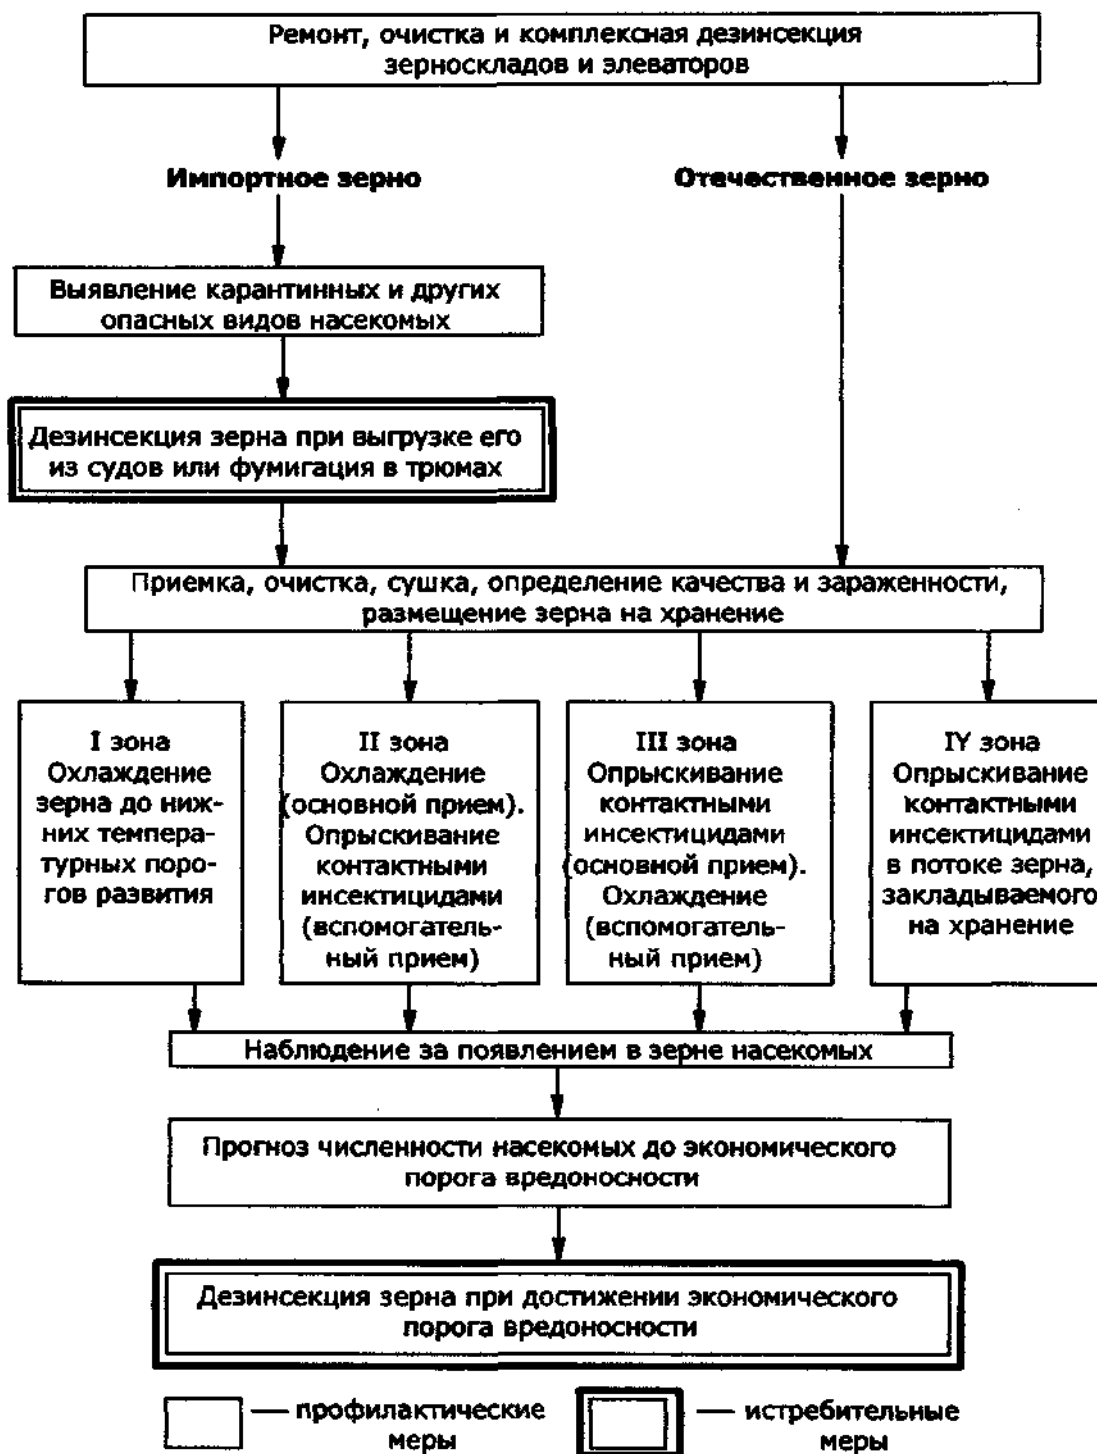 Ремонт, очистка и комплексная дезинсекция
зерноскладов и элеваторов
Импортное зерно
Отечественное зерно
Выявление карантинных и других
опасных видов насекомых
Дезинсекция зерна при выгрузке его
из судов или фумигация в трюмах
Приемка, очистка, сушка, определение качества и зараженности,
размещение зерна на хранение
I зона
Охлаждение
зерна до ниж-
них темпера-
турных поро-
гов развития
II зона
Охлаждение
(основной прием).
Опрыскивание
контактными
инсектицидами
(вспомогатель-
ный прием)
III зона
Опрыскивание
контактными
инсектицидами
(основной прием).
Охлаждение
(вспомогатель-
ный прием)
IY зона
Опрыскивание
контактными
инсектицидами
в потоке зерна,
закладываемого
на хранение
Наблюдение за появлением в зерне насекомых
Прогноз численности насекомых до экономического
порога вредоносности
Дезинсекция зерна при достижении экономического
порога вредоносности
— профилактические
меры
— истребительные
меры